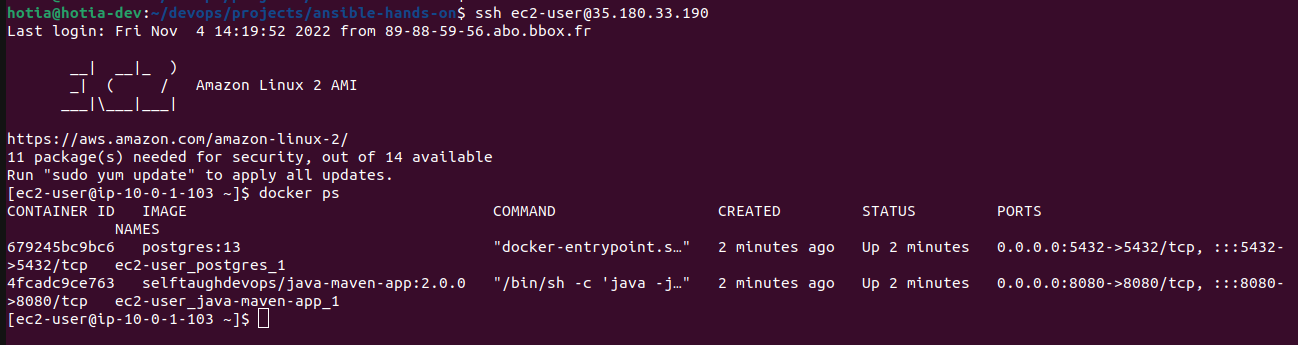 hotia@hotia-dev:~/devops/projects/ansible-hands-on$ ssh ec2-user@35.180.33.190
Last login: Fri Nov  4 14:19:52 2022 from 89-88-59-56.abo.bbox.fr
       __|  __|_  )
       _|  (     /   Amazon Linux 2 AMI
      ___|\___|___|
https://aws.amazon.com/amazon-linux-2/
11 package(s) needed for security, out of 14 available
Run "sudo yum update" to apply all updates.
[ec2-user@ip-10-0-1-103 ~]$ docker ps
CONTAINER ID   IMAGE                                  COMMAND                  CREATED         STATUS         PORTS
            NAMES
679245bc9bc6   postgres:13                            "docker-entrypoint.s…"   2 minutes ago   Up 2 minutes   0.0.0.0:5432->5432/tcp, :::5432-
>5432/tcp   ec2-user_postgres_1
4fcadc9ce763   selftaughdevops/java-maven-app:2.0.0   "/bin/sh -c 'java -j…"   2 minutes ago   Up 2 minutes   0.0.0.0:8080->8080/tcp, :::8080-
>8080/tcp   ec2-user_java-maven-app_1
[ec2-user@ip-10-0-1-103 ~]$